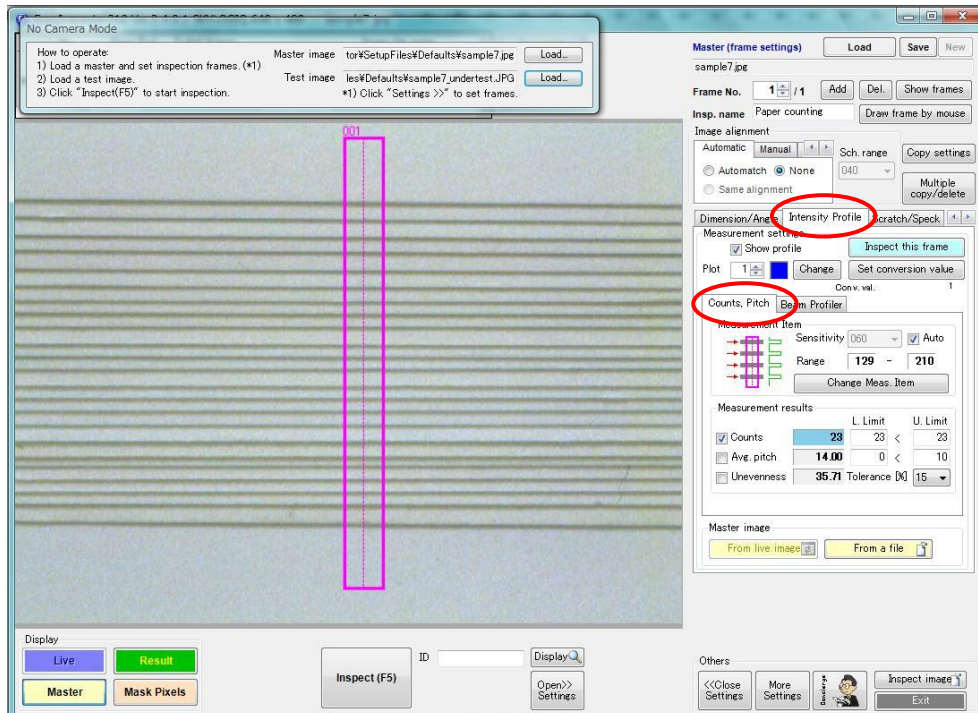 No Camera Mode
How to operate:
1) Load a master and set inspection frames. (*1)
2) Load a test image.
3) Click "Inspect(F5)" to start inspection.
Master image tor¥SetupFiles¥Defaults¥sample7.jpg Load...
Test image les¥Defaults¥sample7_undertest.JPG Load...
*1) Click "Settings >>" to set frames.
001
Master (frame settings) Load Save New
sample7.jpg
Frame No. 1 / 1 Add Del. Show frames
Insp. name Paper counting Draw frame by mouse
Image alignment
Automatic Manual Sch. range Copy settings
Automatch None 040
Same alignment Multiple copy/delete
Dimension/Angle Intensity Profile Scratch/Speck
Measurement settings
Show profile Inspect this frame
Plot 1 Change Set conversion value
Conv. val. 1
Counts, Pitch Beam Profiler
Measurement Item
Sensitivity 060 Auto
Range 129 - 210
Change Meas. Item
Measurement results
L. Limit U. Limit
Counts 23 23 < 23
Avg. pitch 14.00 0 < 10
Unevenness 35.71 Tolerance [%] 15
Master image
From live image From a file
Display
Live Result
Master Mask Pixels
Inspect (F5)
ID Display
Open>> Settings
Others
<<Close Settings More Settings Concierge Inspect image
Exit